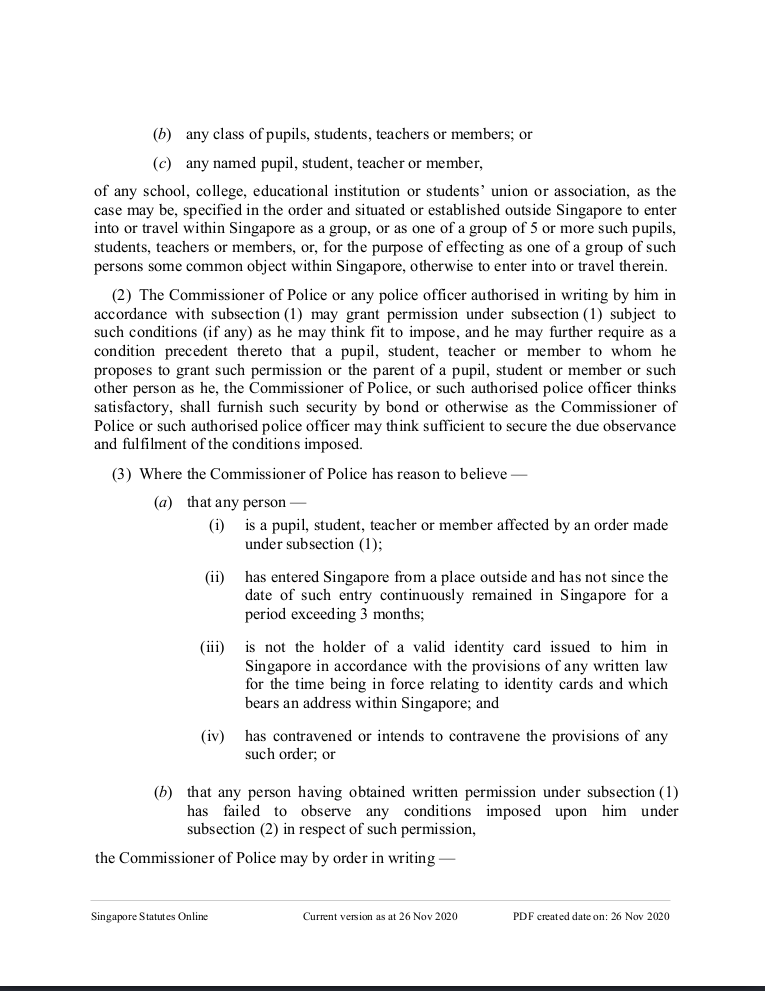 (b) any class of pupils, students, teachers or members; or
(c) any named pupil, student, teacher or member,
of any school, college, educational institution or students’ union or association, as the
case may be, specified in the order and situated or established outside Singapore to enter
into or travel within Singapore as a group, or as one of a group of 5 or more such pupils,
students, teachers or members, or, for the purpose of effecting as one of a group of such
persons some common object within Singapore, otherwise to enter into or travel therein.
(2) The Commissioner of Police or any police officer authorised in writing by him in
accordance with subsection (1) may grant permission under subsection (1) subject to
such conditions (if any) as he may think fit to impose, and he may further require as a
condition precedent thereto that a pupil, student, teacher or member to whom he
proposes to grant such permission or the parent of a pupil, student or member or such
other person as he, the Commissioner of Police, or such authorised police officer thinks
satisfactory, shall furnish such security by bond or otherwise as the Commissioner of
Police or such authorised police officer may think sufficient to secure the due observance
and fulfilment of the conditions imposed.
(3) Where the Commissioner of Police has reason to believe —
(a) that any person —
(i) is a pupil, student, teacher or member affected by an order made
under subsection (1);
(ii) has entered Singapore from a place outside and has not since the
date of such entry continuously remained in Singapore for a
period exceeding 3 months;
(iii) is not the holder of a valid identity card issued to him in
Singapore in accordance with the provisions of any written law
for the time being in force relating to identity cards and which
bears an address within Singapore; and
(iv) has contravened or intends to contravene the provisions of any
such order; or
(b) that any person having obtained written permission under subsection (1)
has failed to observe any conditions imposed upon him under
subsection (2) in respect of such permission,
the Commissioner of Police may by order in writing —
Singapore Statutes Online Current version as at 26 Nov 2020 PDF created date on: 26 Nov 2020